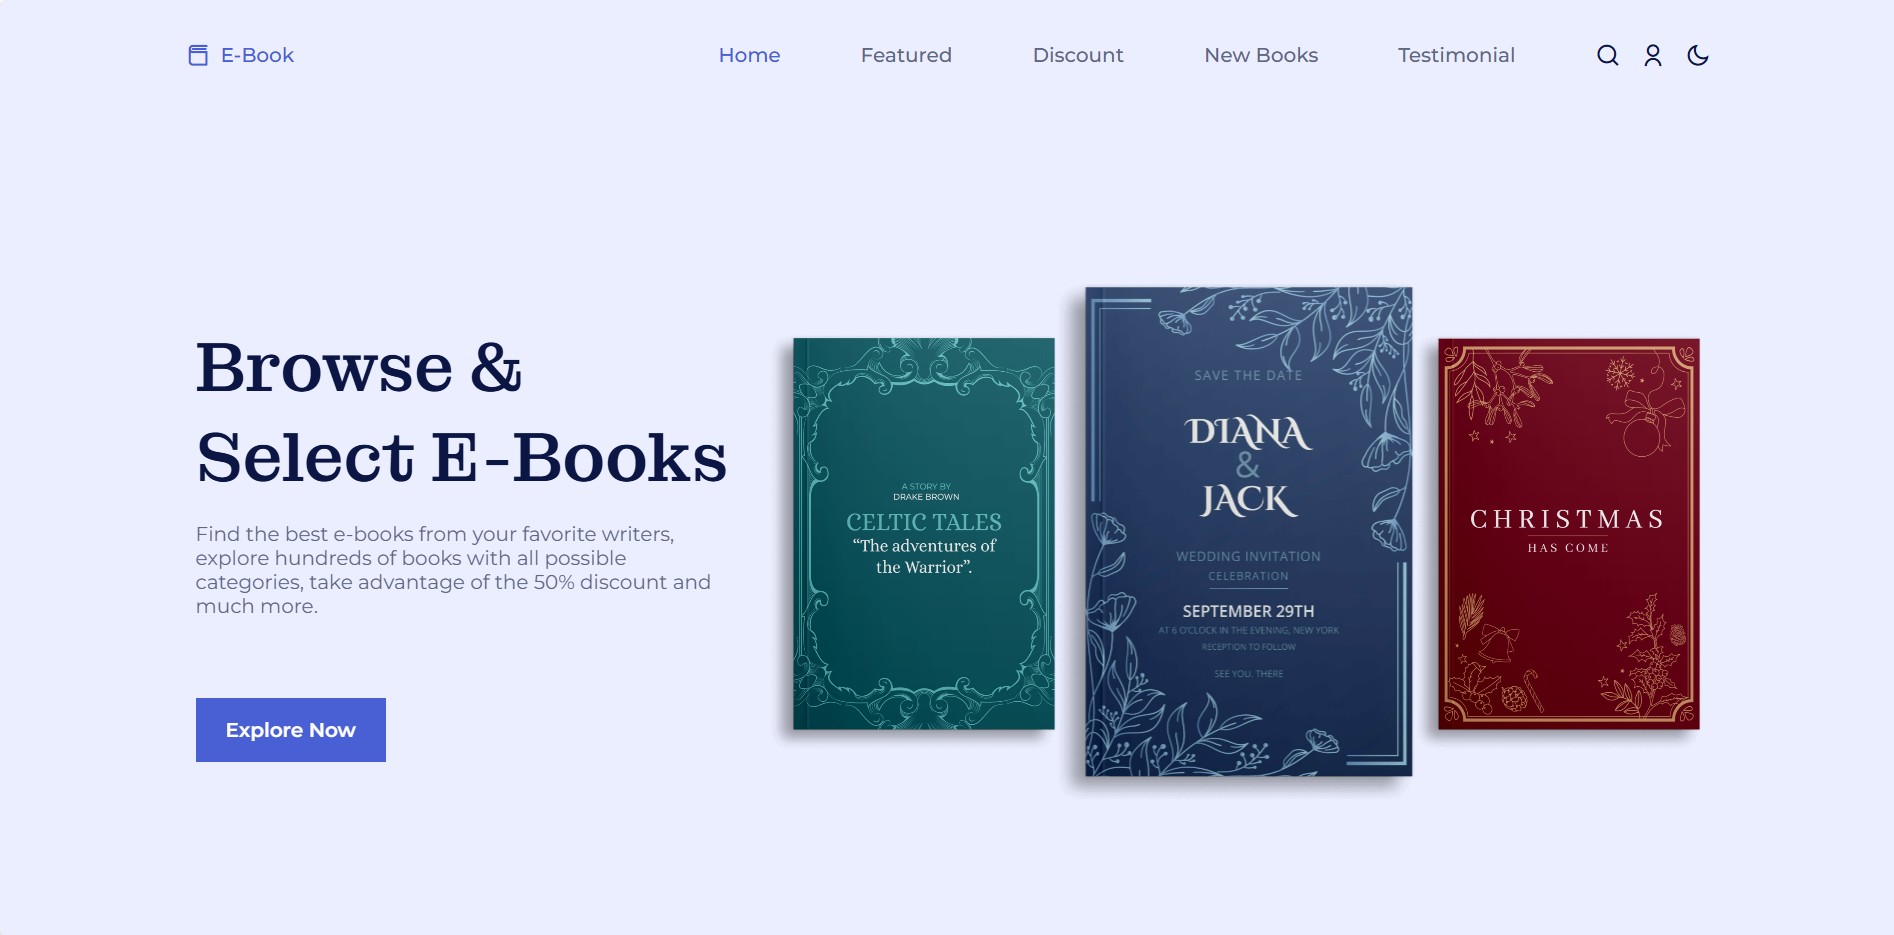 E-Book
Home
Featured
Discount
New Books
Testimonial
Browse &
Select E-Books
Find the best e-books from your favorite writers,
explore hundreds of books with all possible
categories, take advantage of the 50% discount and
much more.
Explore Now
A STORY BY
DRAKE BROWN
CELTIC TALES
“The adventures of
the Warrior”.
SAVE THE DATE
DIANA
&
JACK
WEDDING INVITATION
CELEBRATION
SEPTEMBER 29TH
AT 6 O'CLOCK IN THE EVENING, NEW YORK
RECEPTION TO FOLLOW
SEE YOU. THERE
CHRISTMAS
HAS COME